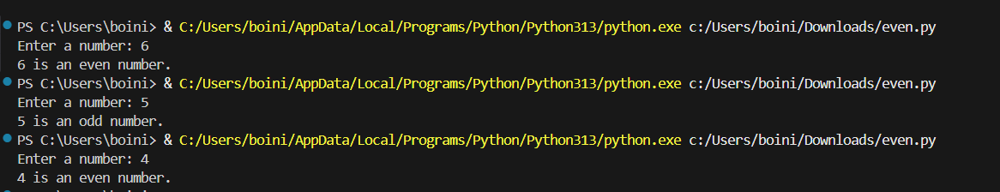 PS C:\Users\boini> & C:/Users/boini/AppData/Local/Programs/Python/Python313/python.exe c:/Users/boini/Downloads/even.py
Enter a number: 6
6 is an even number.
PS C:\Users\boini> & C:/Users/boini/AppData/Local/Programs/Python/Python313/python.exe c:/Users/boini/Downloads/even.py
Enter a number: 5
5 is an odd number.
PS C:\Users\boini> & C:/Users/boini/AppData/Local/Programs/Python/Python313/python.exe c:/Users/boini/Downloads/even.py
Enter a number: 4
4 is an even number.